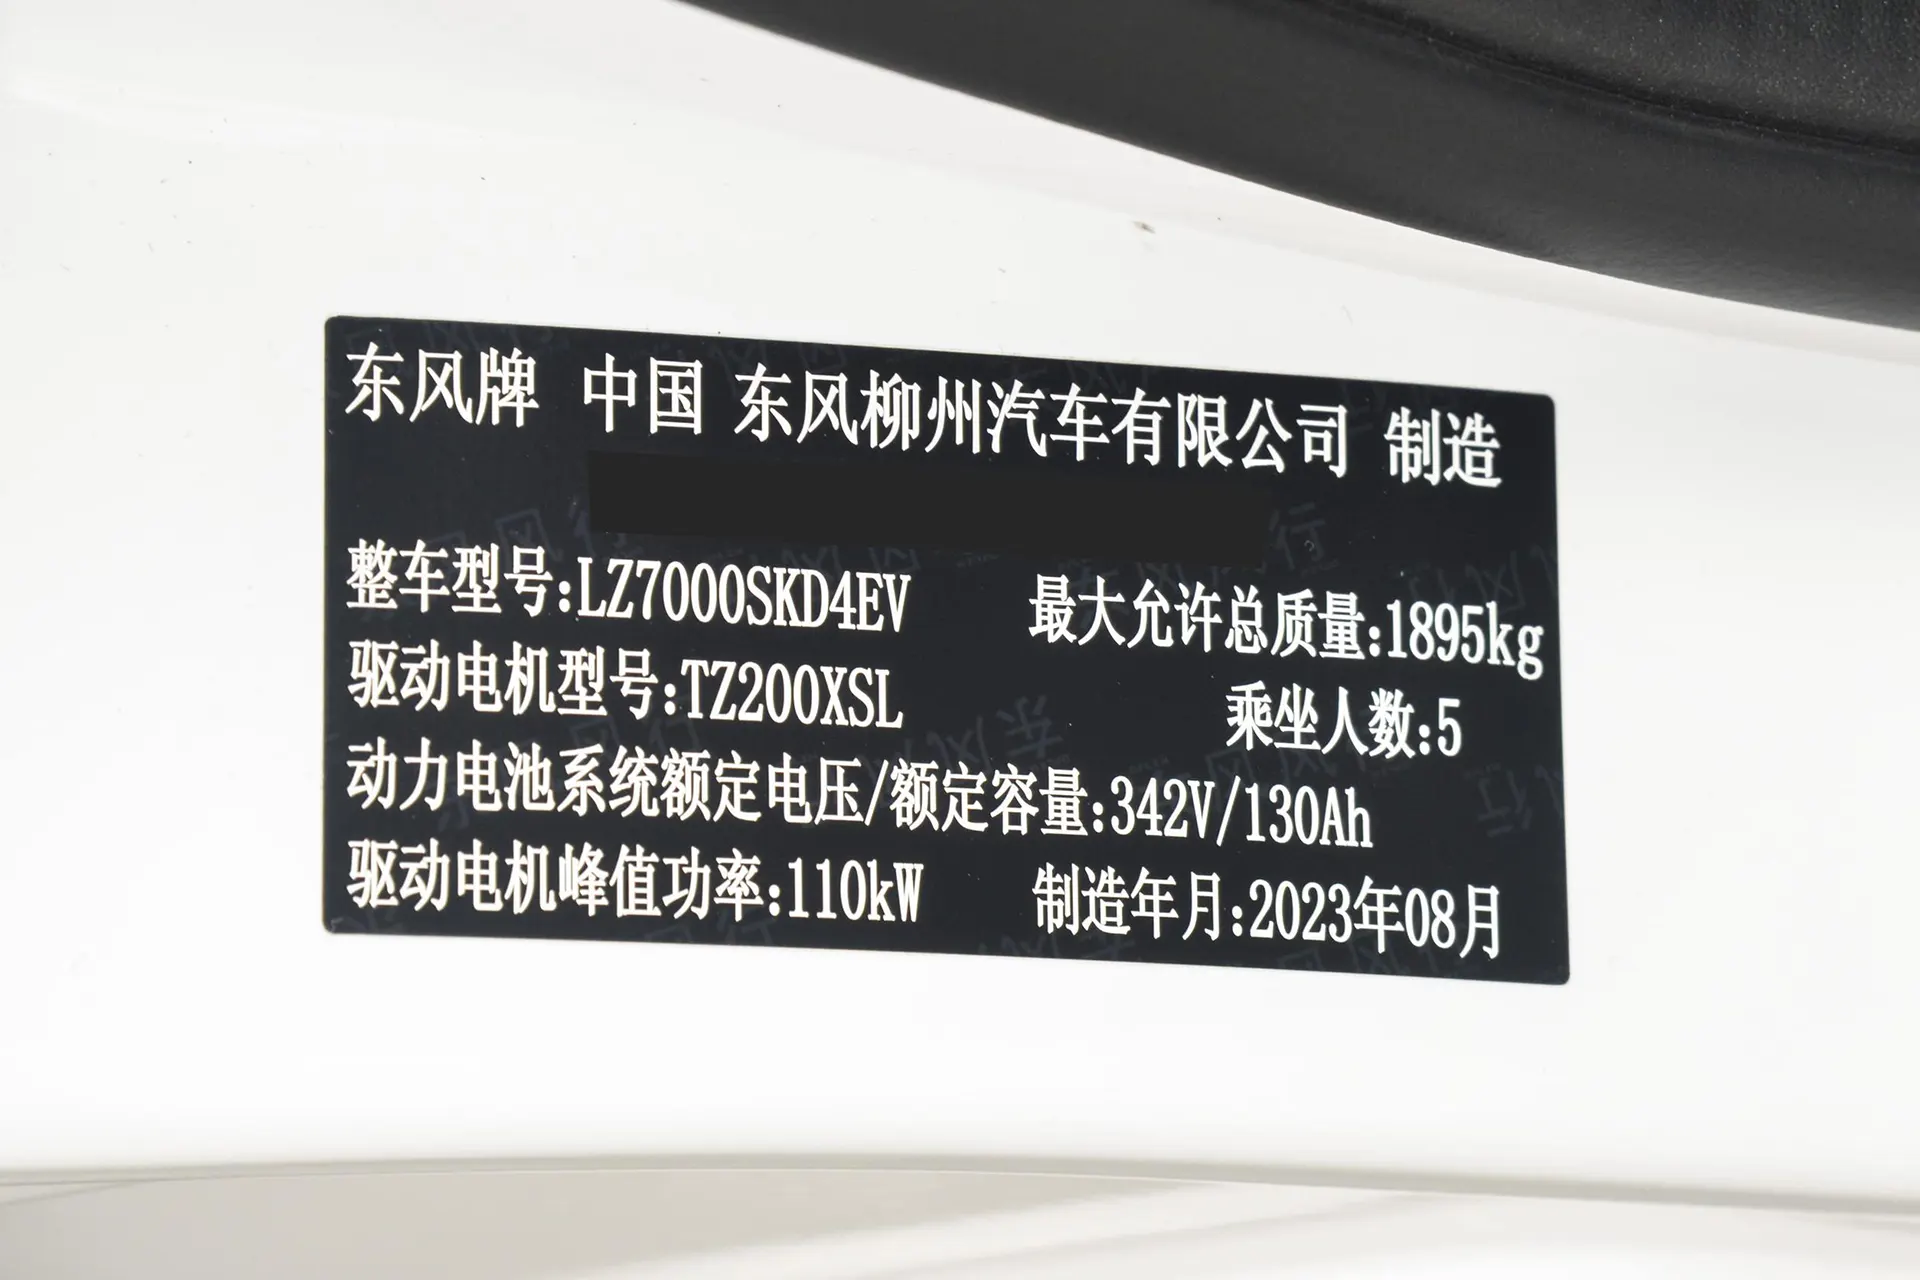 东风牌 中国 东风柳州汽车有限公司 制造
整车型号:LZ7000SKD4EV 最大允许总质量:1895kg
驱动电机型号:TZ200XSL 乘坐人数:5
动力电池系统额定电压/额定容量:342V/130Ah
驱动电机峰值功率:110kW 制造年月:2023年08月